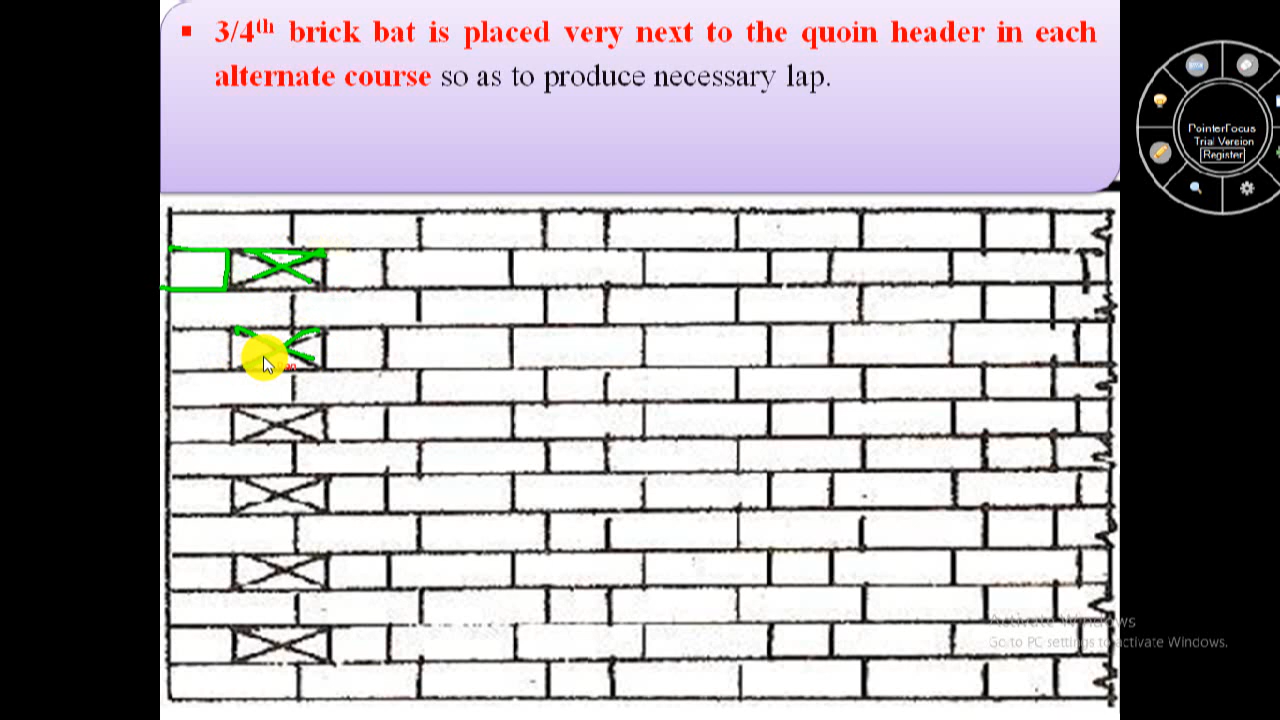 3/4th brick bat is placed very next to the quoin header in each
alternate course so as to produce necessary lap.
PointerFocus
Trial Version
Register
Activate Windows
Go to PC settings to activate Windows.